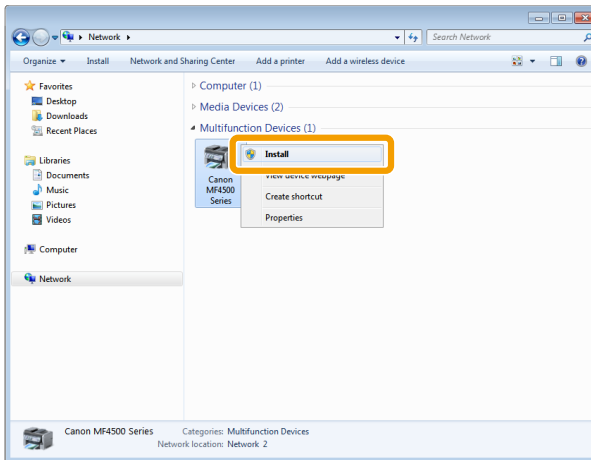 Network
Search Network
Organize Install Network and Sharing Center Add a printer Add a wireless device
Favorites
Desktop
Downloads
Recent Places
Libraries
Documents
Music
Pictures
Videos
Computer
Network
Computer (1)
Media Devices (2)
Multifunction Devices (1)
Canon
MF4500
Series
Install
View device webpage
Create shortcut
Properties
Canon MF4500 Series Categories: Multifunction Devices
Network location: Network 2